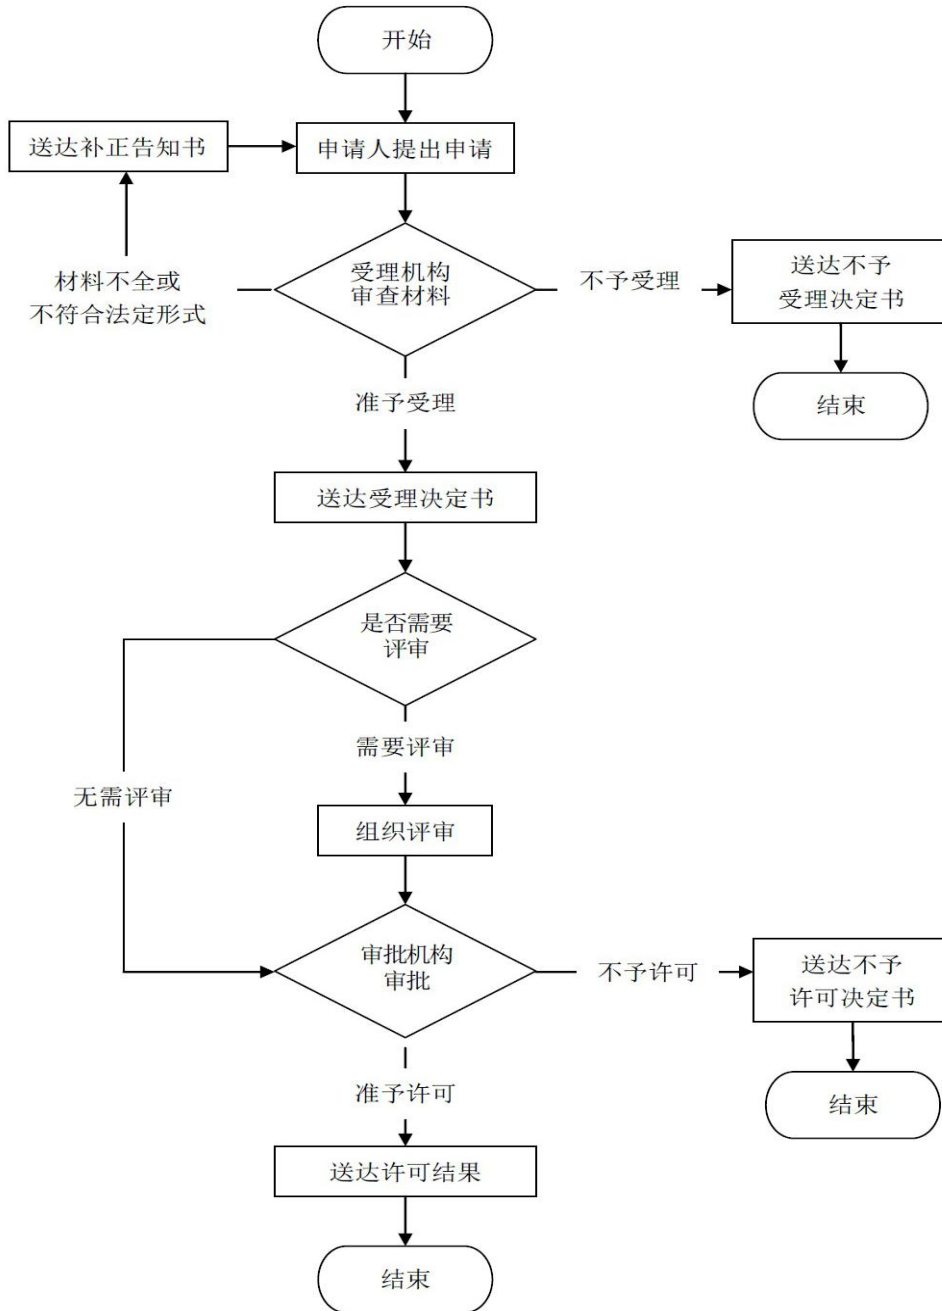 开始
送达补正告知书
申请人提出申请
材料不全或
不符合法定形式
受理机构
审查材料
不予受理
送达不予
受理决定书
结束
准予受理
送达受理决定书
是否需要
评审
需要评审
无需评审
组织评审
审批机构
审批
不予许可
送达不予
许可决定书
结束
准予许可
送达许可结果
结束